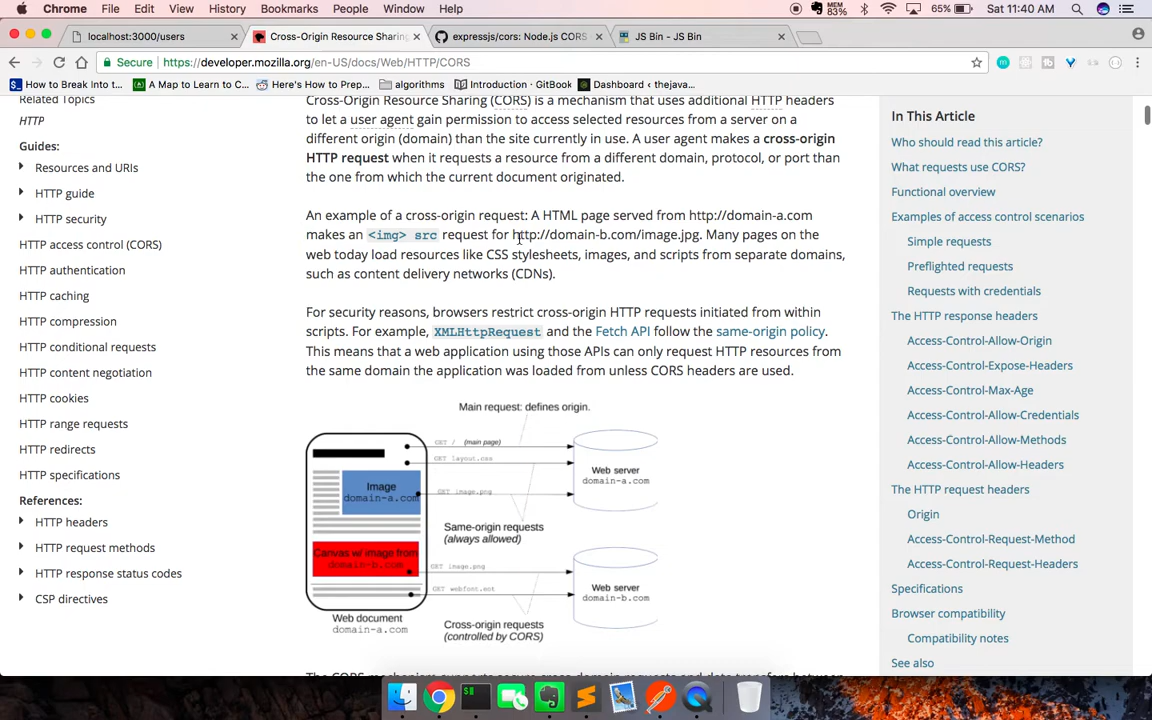 Chrome File Edit View History Bookmarks People Window Help MEM 83% 65% Sat 11:40 AM
localhost:3000/users
Cross-Origin Resource Sharing
expressjs/cors: Node.js CORS
JS Bin - JS Bin
Secure https://developer.mozilla.org/en-US/docs/Web/HTTP/CORS
How to Break Into t... A Map to Learn to C... Here's How to Prep... algorithms Introduction · GitBook Dashboard ‹ thejava...
Related Topics
HTTP
Guides:
Resources and URIs
HTTP guide
HTTP security
HTTP access control (CORS)
HTTP authentication
HTTP caching
HTTP compression
HTTP conditional requests
HTTP content negotiation
HTTP cookies
HTTP range requests
HTTP redirects
HTTP specifications
References:
HTTP headers
HTTP request methods
HTTP response status codes
CSP directives
Cross-Origin Resource Sharing (CORS) is a mechanism that uses additional HTTP headers
to let a user agent gain permission to access selected resources from a server on a
different origin (domain) than the site currently in use. A user agent makes a cross-origin
HTTP request when it requests a resource from a different domain, protocol, or port than
the one from which the current document originated.
An example of a cross-origin request: A HTML page served from http://domain-a.com
makes an <img> src request for http://domain-b.com/image.jpg. Many pages on the
web today load resources like CSS stylesheets, images, and scripts from separate domains,
such as content delivery networks (CDNs).
For security reasons, browsers restrict cross-origin HTTP requests initiated from within
scripts. For example, XMLHttpRequest and the Fetch API follow the same-origin policy.
This means that a web application using those APIs can only request HTTP resources from
the same domain the application was loaded from unless CORS headers are used.
Main request: defines origin.
GET / (main page)
GET layout.css
Web server
domain-a.com
Image
domain-a.com
GET image.png
Same-origin requests
(always allowed)
Canvas w/ image from
domain-b.com
GET image.png
GET webfont.eot
Web server
domain-b.com
Web document
domain-a.com
Cross-origin requests
(controlled by CORS)
In This Article
Who should read this article?
What requests use CORS?
Functional overview
Examples of access control scenarios
Simple requests
Preflighted requests
Requests with credentials
The HTTP response headers
Access-Control-Allow-Origin
Access-Control-Expose-Headers
Access-Control-Max-Age
Access-Control-Allow-Credentials
Access-Control-Allow-Methods
Access-Control-Allow-Headers
The HTTP request headers
Origin
Access-Control-Request-Method
Access-Control-Request-Headers
Specifications
Browser compatibility
Compatibility notes
See also